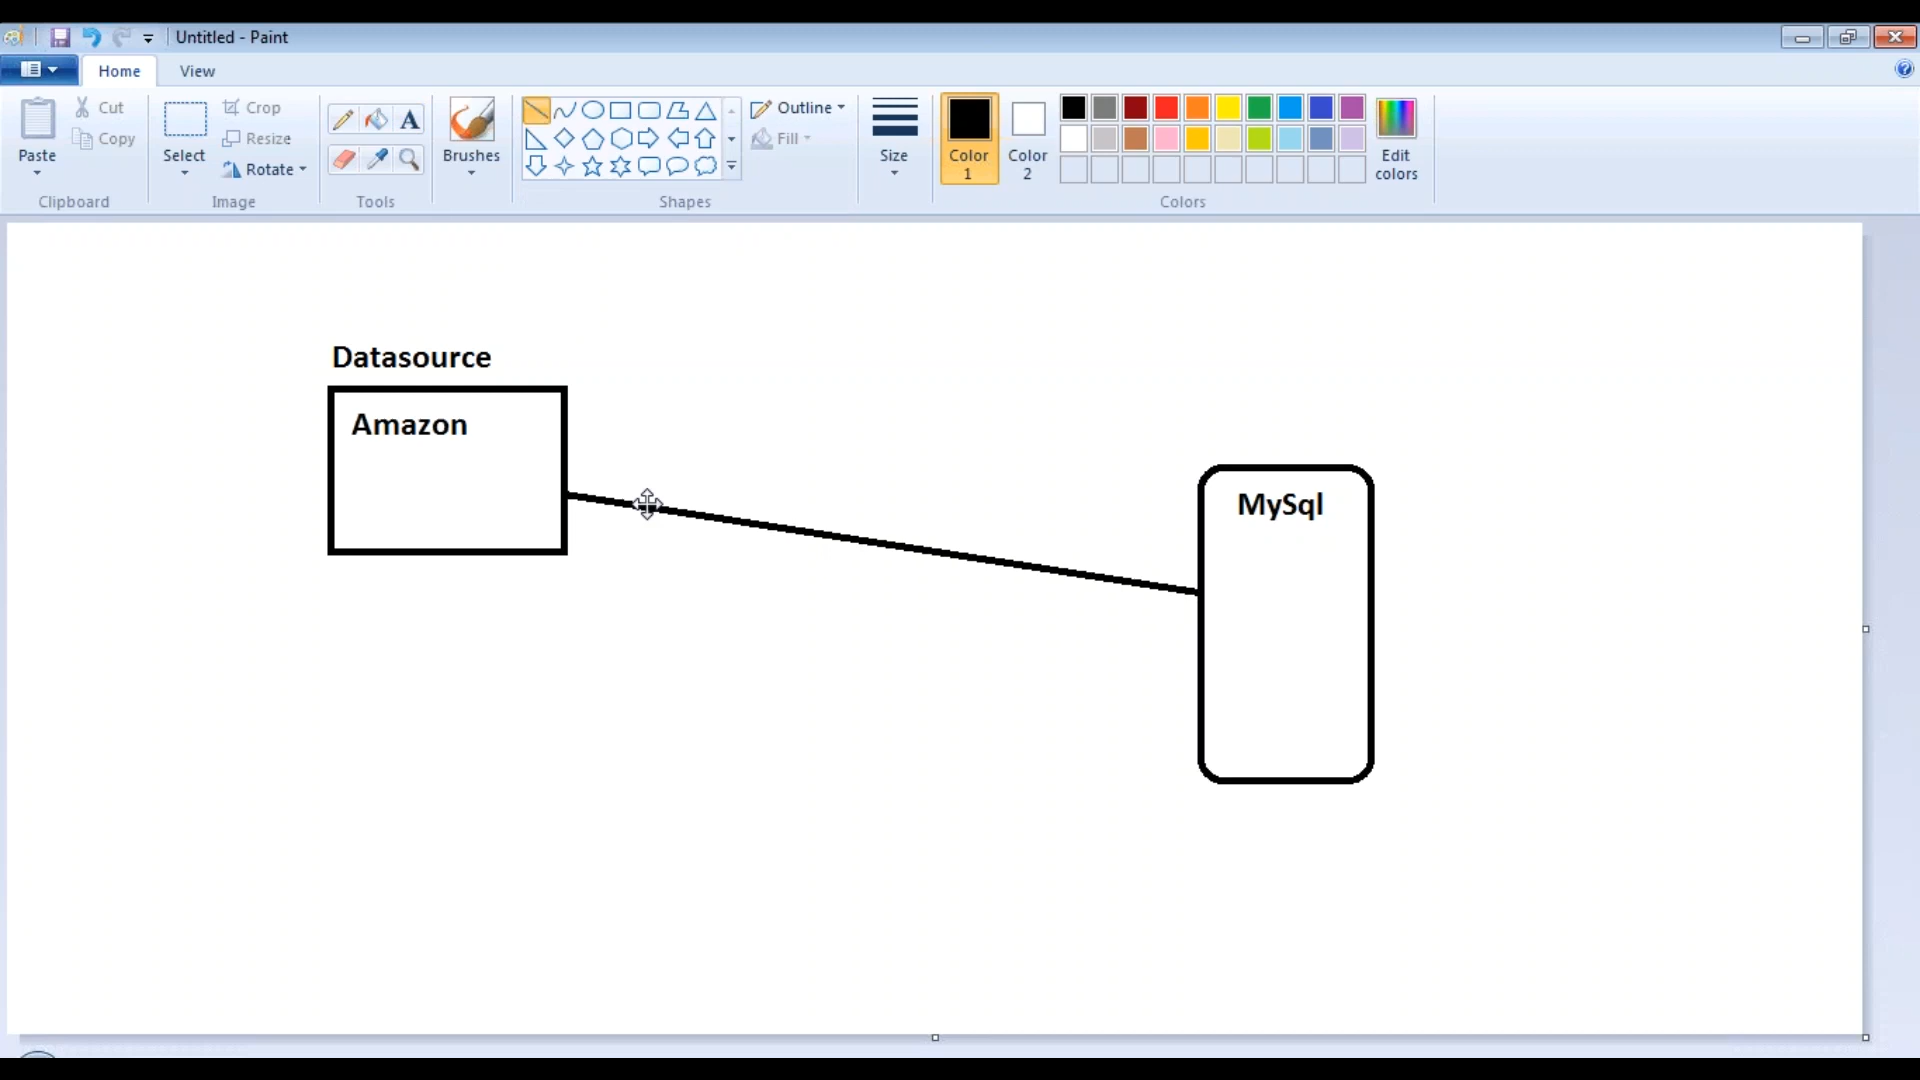 Untitled - Paint
Home
View
Paste
Cut
Copy
Clipboard
Select
Crop
Resize
Rotate
Image
A
Tools
Brushes
Shapes
Outline
Fill
Size
Color
1
Color
2
Edit
colors
Colors
Datasource
Amazon
MySql